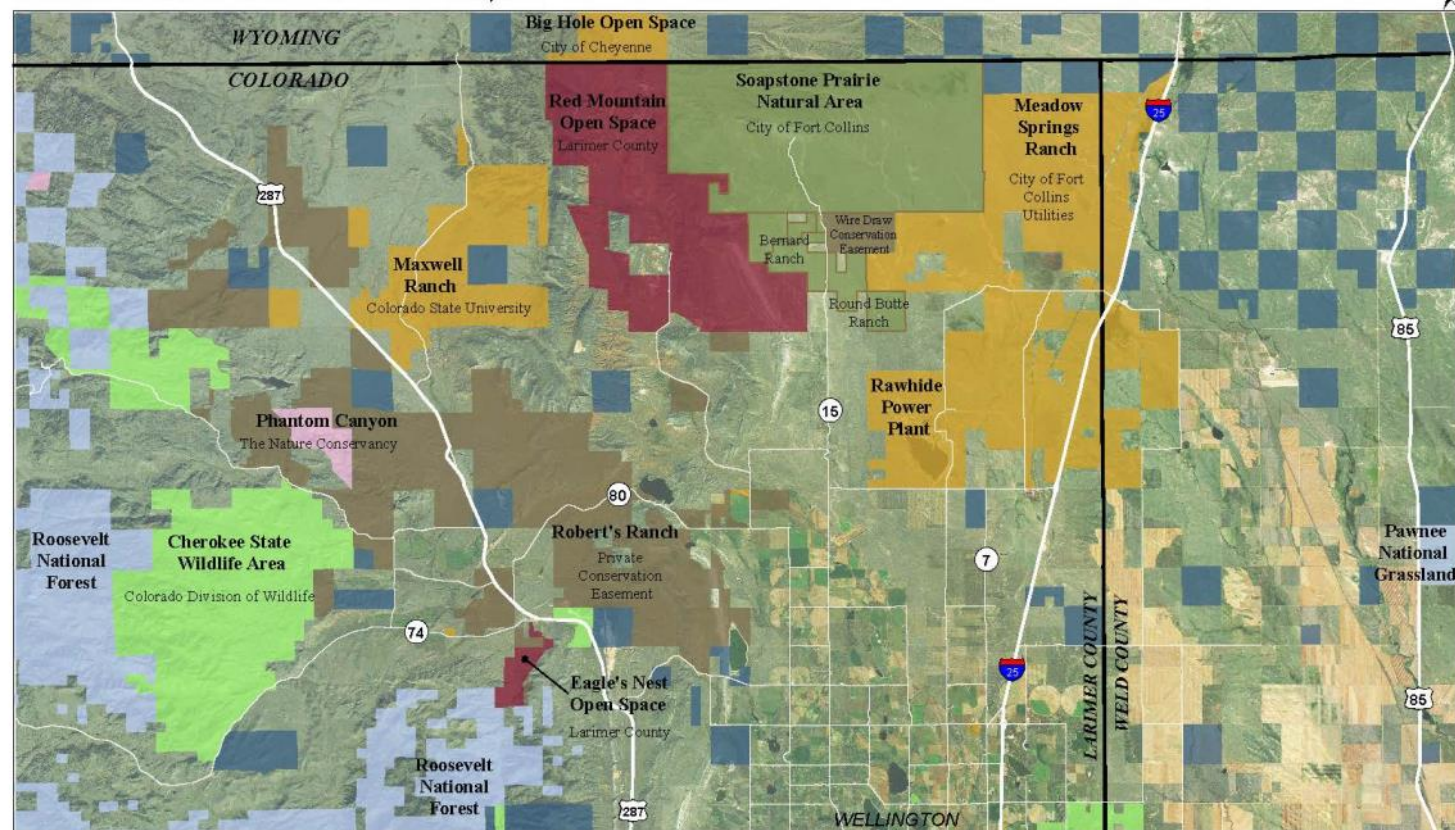 Big Hole Open Space
City of Cheyenne
WYOMING
COLORADO
Red Mountain
Open Space
Larimer County
Soapstone Prairie
Natural Area
City of Fort Collins
Meadow
Springs
Ranch
City of Fort
Collins
Utilities
25
287
Wire Draw
Conservation
Easement
Bernard
Ranch
Maxwell
Ranch
Colorado State University
Round Butte
Ranch
85
Rawhide
Power
Plant
15
Phantom Canyon
The Nature Conservancy
80
Robert's Ranch
Private
Conservation
Easement
Roosevelt
National
Forest
Cherokee State
Wildlife Area
Colorado Division of Wildlife
7
Pawnee
National
Grassland
74
LARIMER COUNTY
WELD COUNTY
25
Eagle's Nest
Open Space
Larimer County
85
Roosevelt
National
Forest
287
WELLINGTON